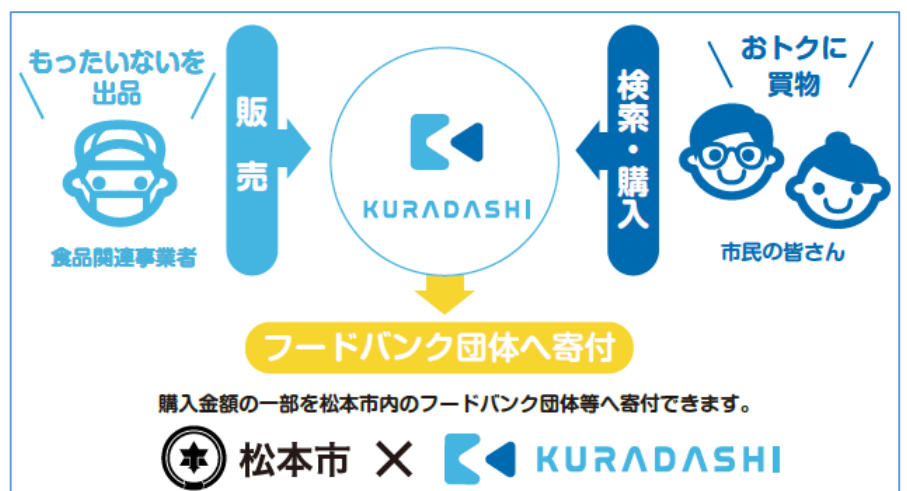 もったいないを
出品
食品関連事業者
販売
KURADASHI
検索・購入
おトクに
買物
市民の皆さん
フードバンク団体へ寄付
購入金額の一部を松本市内のフードバンク団体等へ寄付できます。
松本市 × KURADASHI